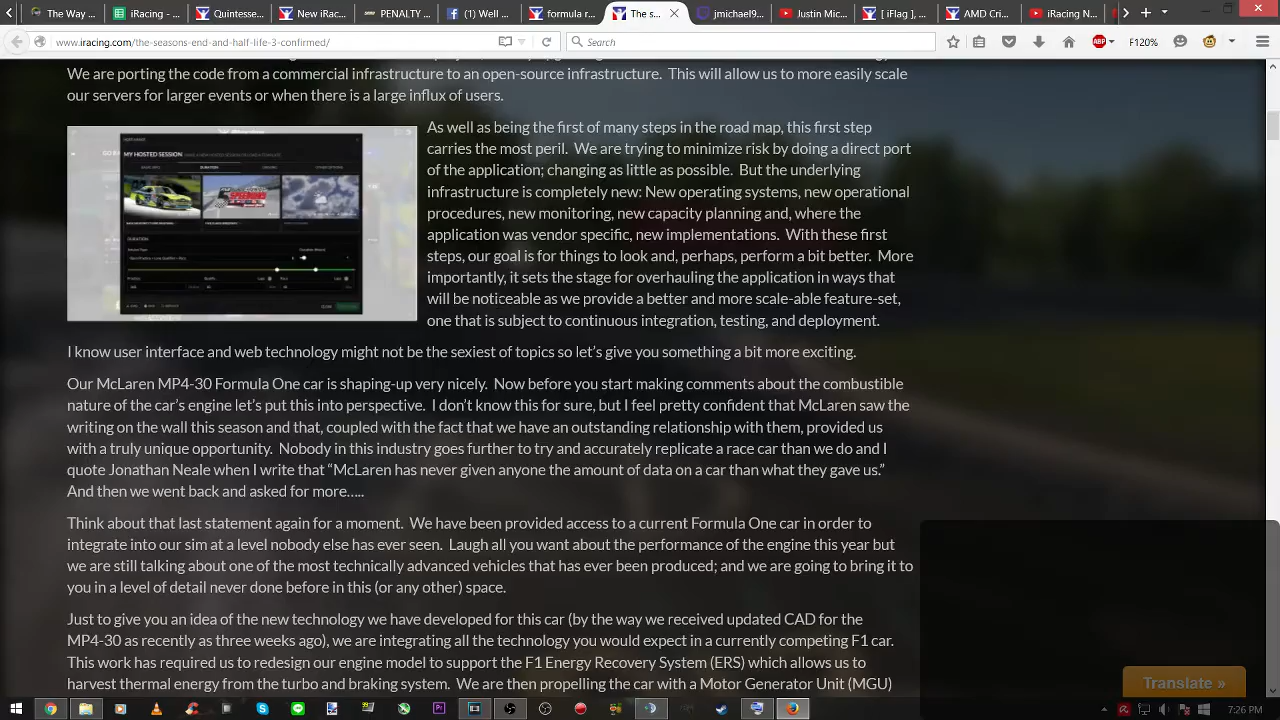 The Way ...
iRacing ...
Quintess...
iRacing ...
PENALTY ...
(1) Well ...
formula r...
The s...
jmichael9...
Justin Mic...
[ iFlag ], ...
AMD Cri...
iRacing N...
www.iracing.com/the-seasons-end-and-half-life-3-confirmed/
Search
ABP
F120%
We are porting the code from a commercial infrastructure to an open-source infrastructure. This will allow us to more easily scale
our servers for larger events or when there is a large influx of users.
MY HOSTED SESSION
DURATION
As well as being the first of many steps in the road map, this first step
carries the most peril. We are trying to minimize risk by doing a direct port
of the application; changing as little as possible. But the underlying
infrastructure is completely new: New operating systems, new operational
procedures, new monitoring, new capacity planning and, where the
application was vendor specific, new implementations. With these first
steps, our goal is for things to look and, perhaps, perform a bit better. More
importantly, it sets the stage for overhauling the application in ways that
will be noticeable as we provide a better and more scale-able feature-set,
one that is subject to continuous integration, testing, and deployment.
I know user interface and web technology might not be the sexiest of topics so let's give you something a bit more exciting.
Our McLaren MP4-30 Formula One car is shaping-up very nicely. Now before you start making comments about the combustible
nature of the car's engine let's put this into perspective. I don't know this for sure, but I feel pretty confident that McLaren saw the
writing on the wall this season and that, coupled with the fact that we have an outstanding relationship with them, provided us
with a truly unique opportunity. Nobody in this industry goes further to try and accurately replicate a race car than we do and I
quote Jonathan Neale when I write that “McLaren has never given anyone the amount of data on a car than what they gave us.”
And then we went back and asked for more…..
Think about that last statement again for a moment. We have been provided access to a current Formula One car in order to
integrate into our sim at a level nobody else has ever seen. Laugh all you want about the performance of the engine this year but
we are still talking about one of the most technically advanced vehicles that has ever been produced; and we are going to bring it to
you in a level of detail never done before in this (or any other) space.
Just to give you an idea of the new technology we have developed for this car (by the way we received updated CAD for the
MP4-30 as recently as three weeks ago), we are integrating all the technology you would expect in a currently competing F1 car.
This work has required us to redesign our engine model to support the F1 Energy Recovery System (ERS) which allows us to
harvest thermal energy from the turbo and braking system. We are then propelling the car with a Motor Generator Unit (MGU)
Translate »
7:26 PM